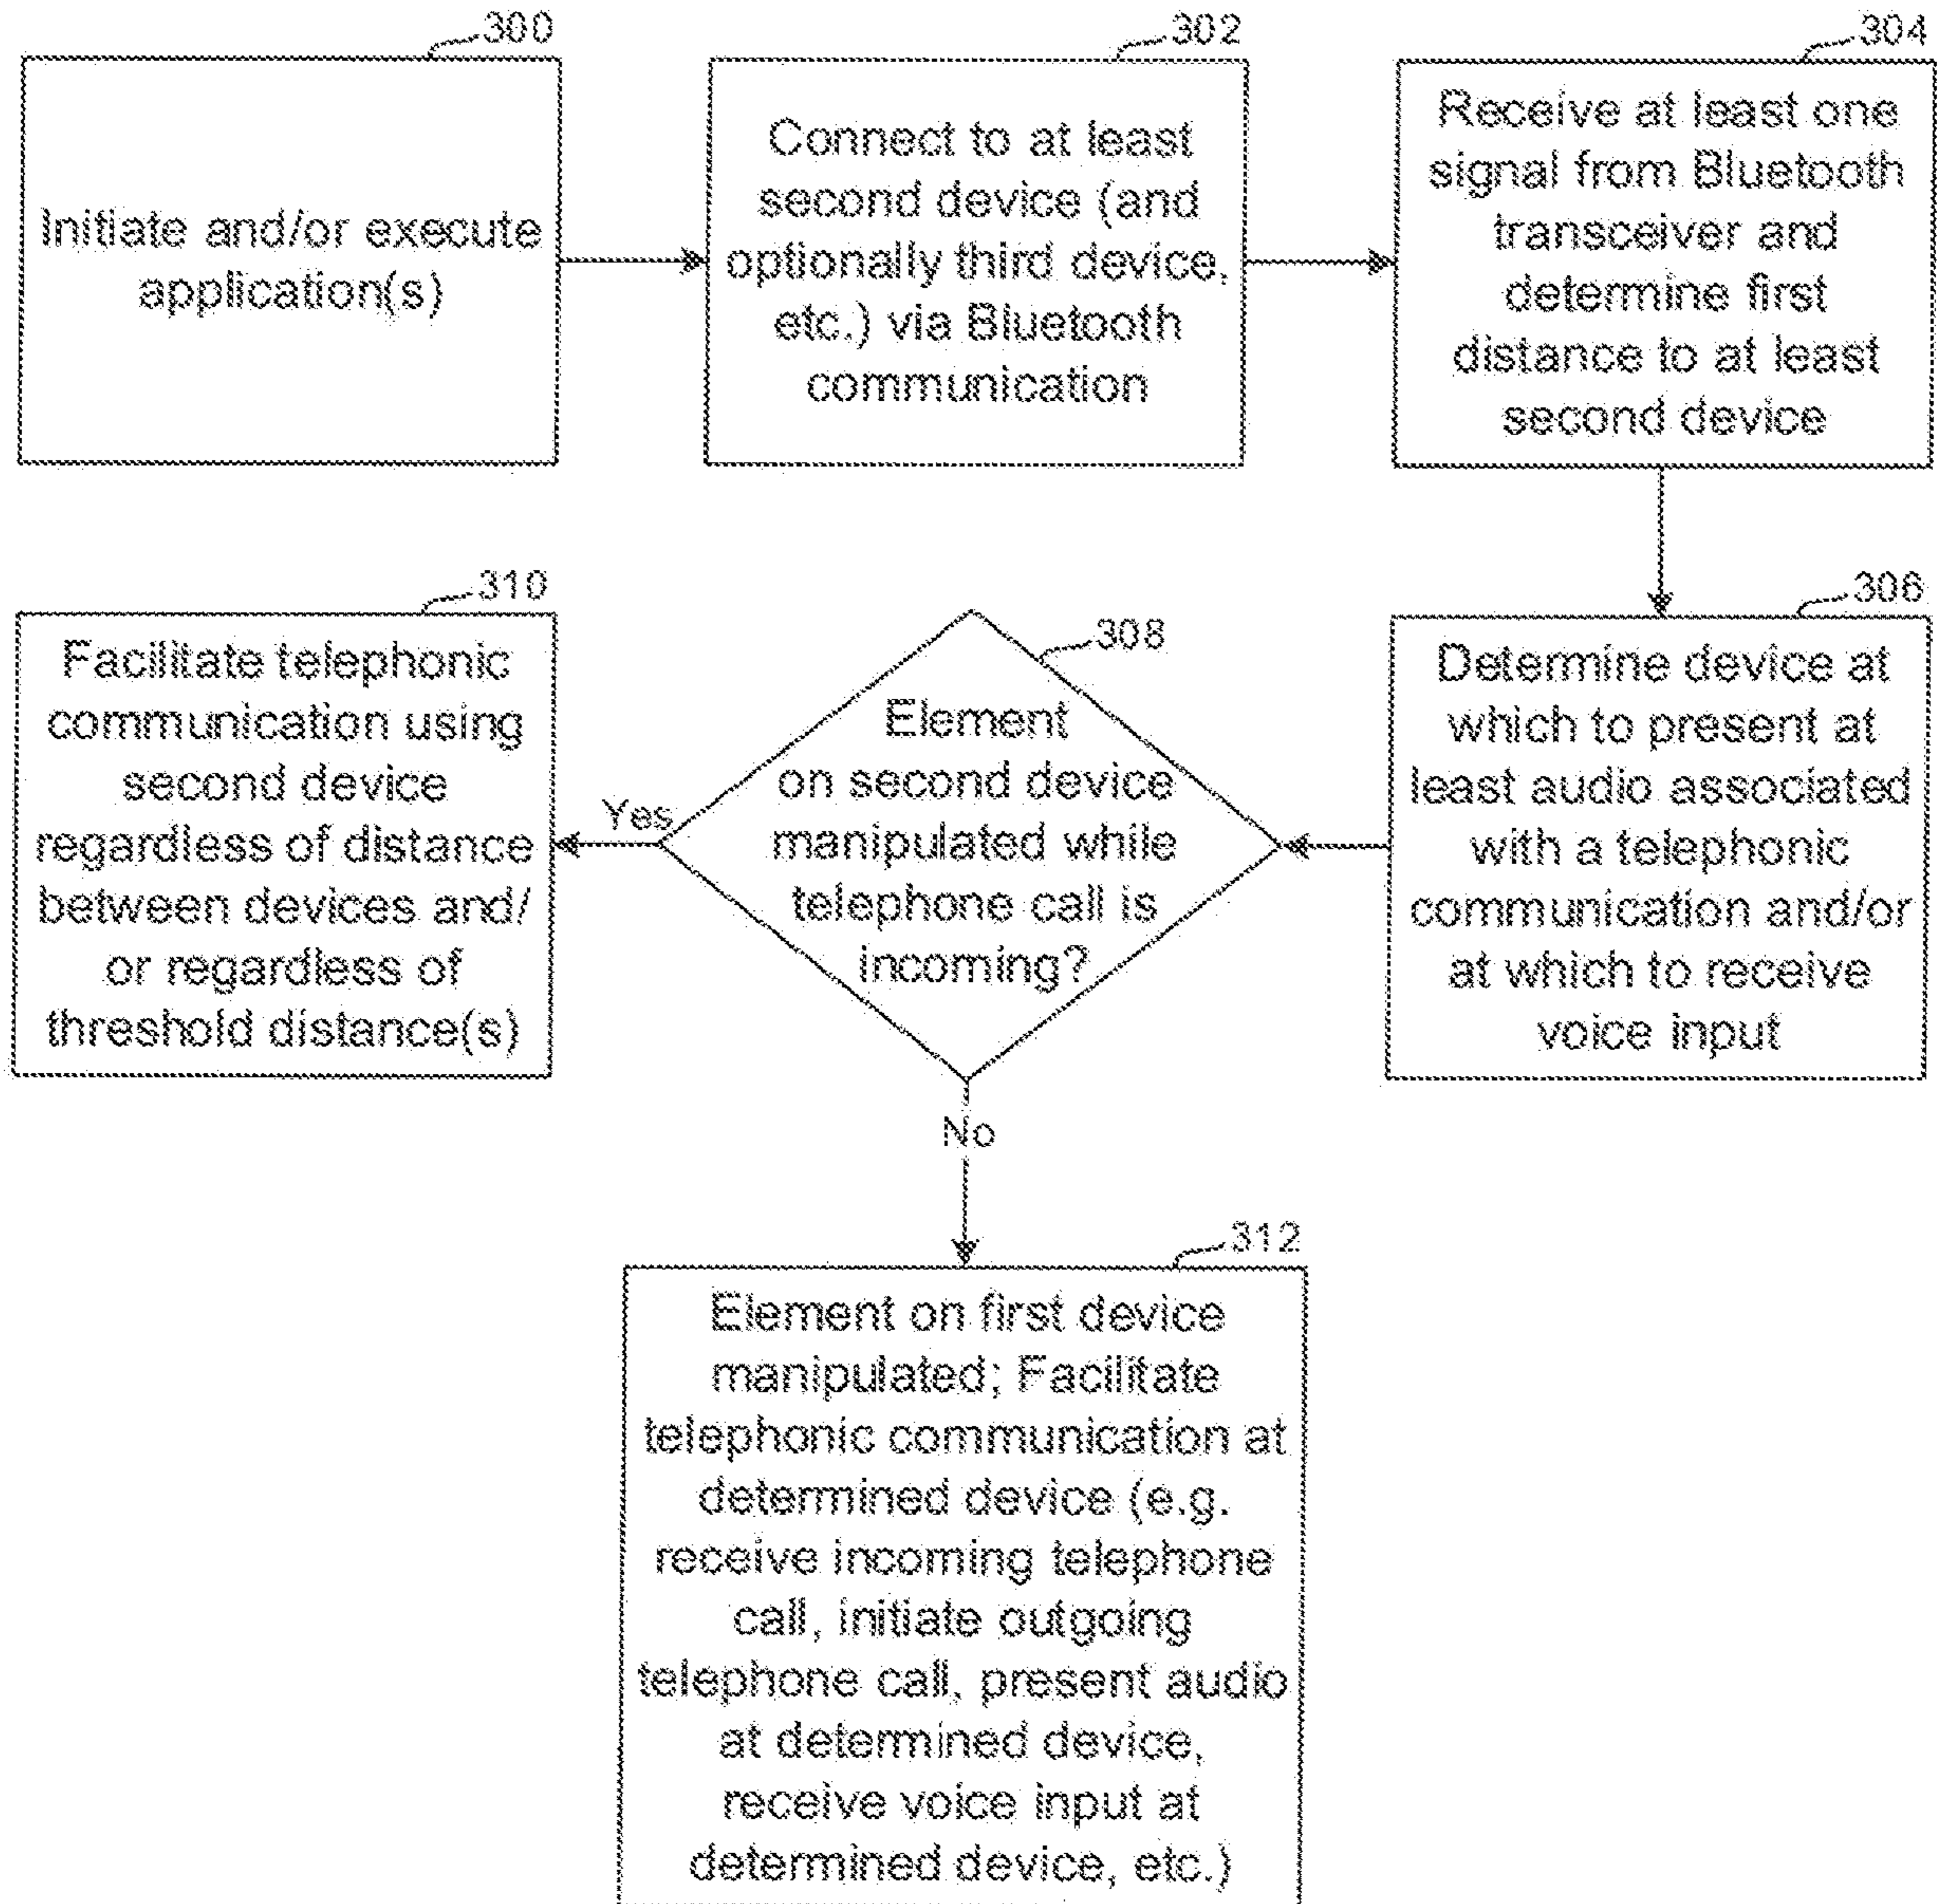 300
Initiate and/or execute
application(s)
302
Connect to at least
second device (and
optionally third device,
etc.) via Bluetooth
communication
304
Receive at least one
signal from Bluetooth
transceiver and
determine first
distance to at least
second device
306
Determine device at
which to present at
least audio associated
with a telephonic
communication and/or
at which to receive
voice input
308
Element
on second device
manipulated while
telephone call is
incoming?
Yes
310
Facilitate telephonic
communication using
second device
regardless of distance
between devices and/
or regardless of
threshold distance(s)
No
312
Element on first device
manipulated; Facilitate
telephonic communication at
determined device (e.g.
receive incoming telephone
call, initiate outgoing
telephone call, present audio
at determined device,
receive voice input at
determined device, etc.)